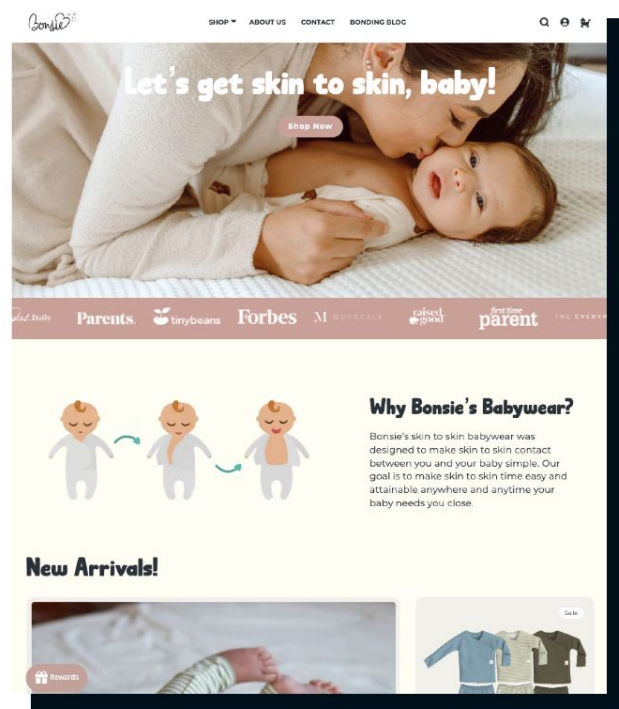 Bonsie
SHOP ABOUT US CONTACT BONDING BLOG
Let's get skin to skin, baby!
Shop Now
Daily Parents. tinybeans Forbes M MOTHERLY raised good first time parent THE
Why Bonsie's Babywear?
Bonsie's skin to skin babywear was
designed to make skin to skin contact
between you and your baby simple. Our
goal is to make skin to skin time easy and
attainable anywhere and anytime your
baby needs you close.
New Arrivals!
Sale
Rewards